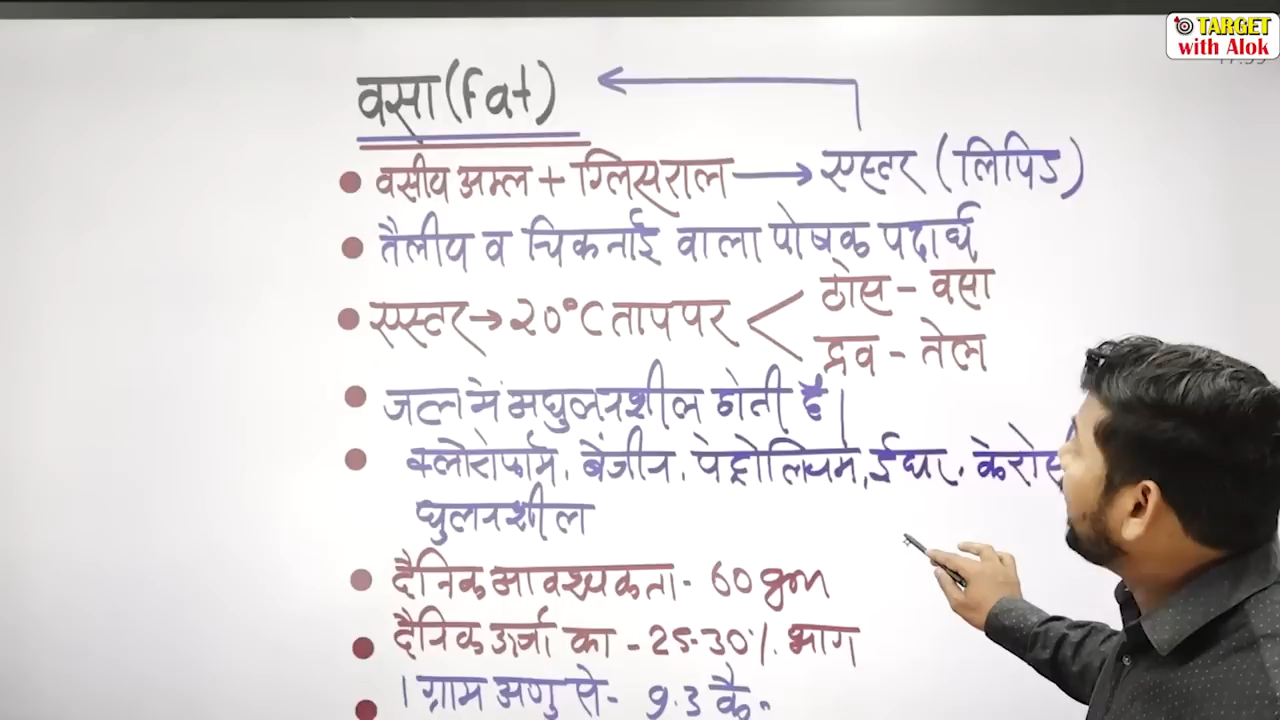 TARGET
with Alok
वसा (Fat)
वसीय अम्ल + ग्लिसराल → एस्टर (लिपिड)
तैलीय व चिकनाई वाला पोषक पदार्थ
एस्टर → 20°C ताप पर < ठोस - वसा
द्रव - तेल
जल में अघुलनशील होती है।
क्लोरोफार्म, बेंजीन, पेट्रोलियम, ईथर,
घुलनशील
दैनिक आवश्यकता - 60 gm
दैनिक ऊर्जा का - 25-30% भाग
1 ग्राम अणु से - 9.3 कै.